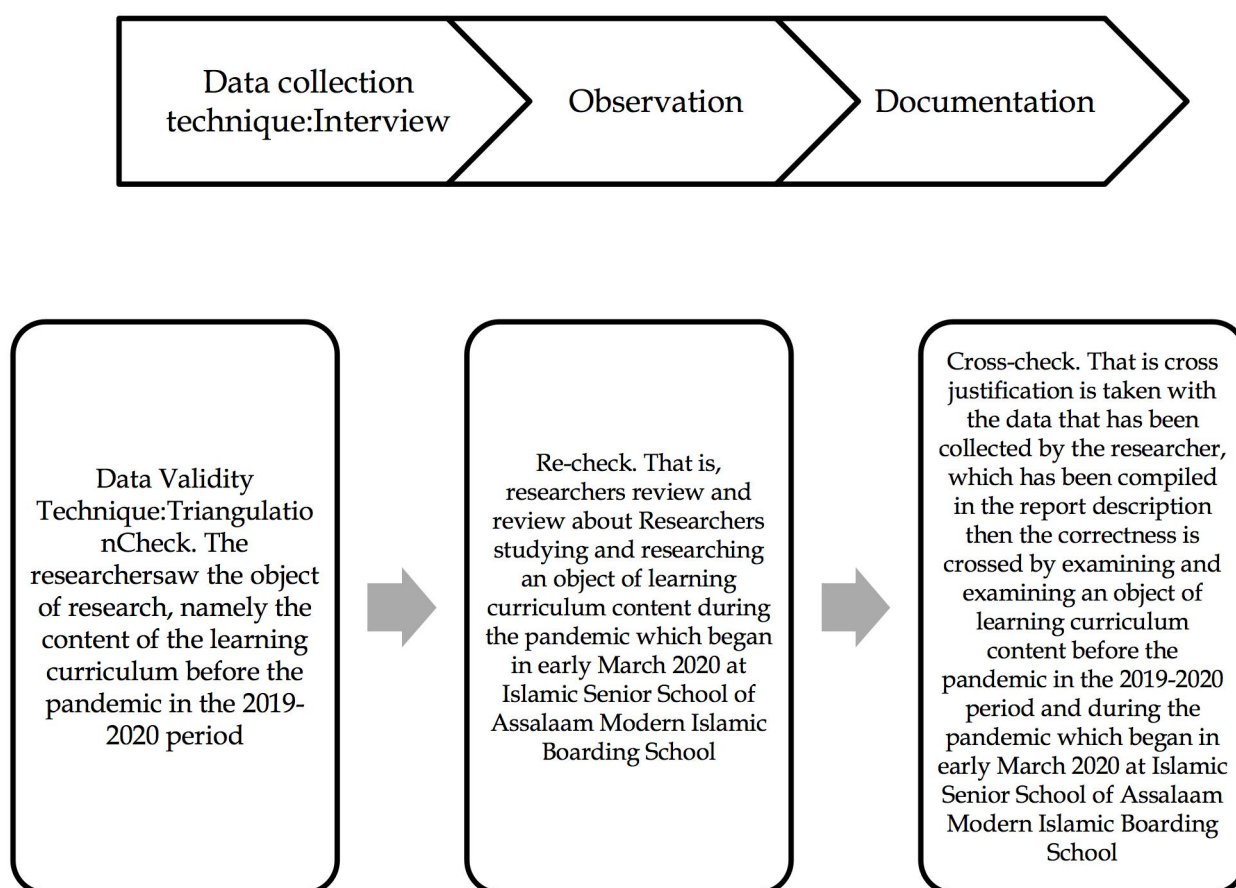 Data collection
technique:Interview
Observation
Documentation
Data Validity
Technique:Triangulatio
nCheck. The
researchersaw the object
of research, namely the
content of the learning
curriculum before the
pandemic in the 2019-
2020 period
Re-check. That is,
researchers review and
review about Researchers
studying and researching
an object of learning
curriculum content during
the pandemic which began
in early March 2020 at
Islamic Senior School of
Assalaam Modern Islamic
Boarding School
Cross-check. That is cross
justification is taken with
the data that has been
collected by the researcher,
which has been compiled
in the report description
then the correctness is
crossed by examining and
examining an object of
learning curriculum
content before the
pandemic in the 2019-2020
period and during the
pandemic which began in
early March 2020 at Islamic
Senior School of Assalaam
Modern Islamic Boarding
School